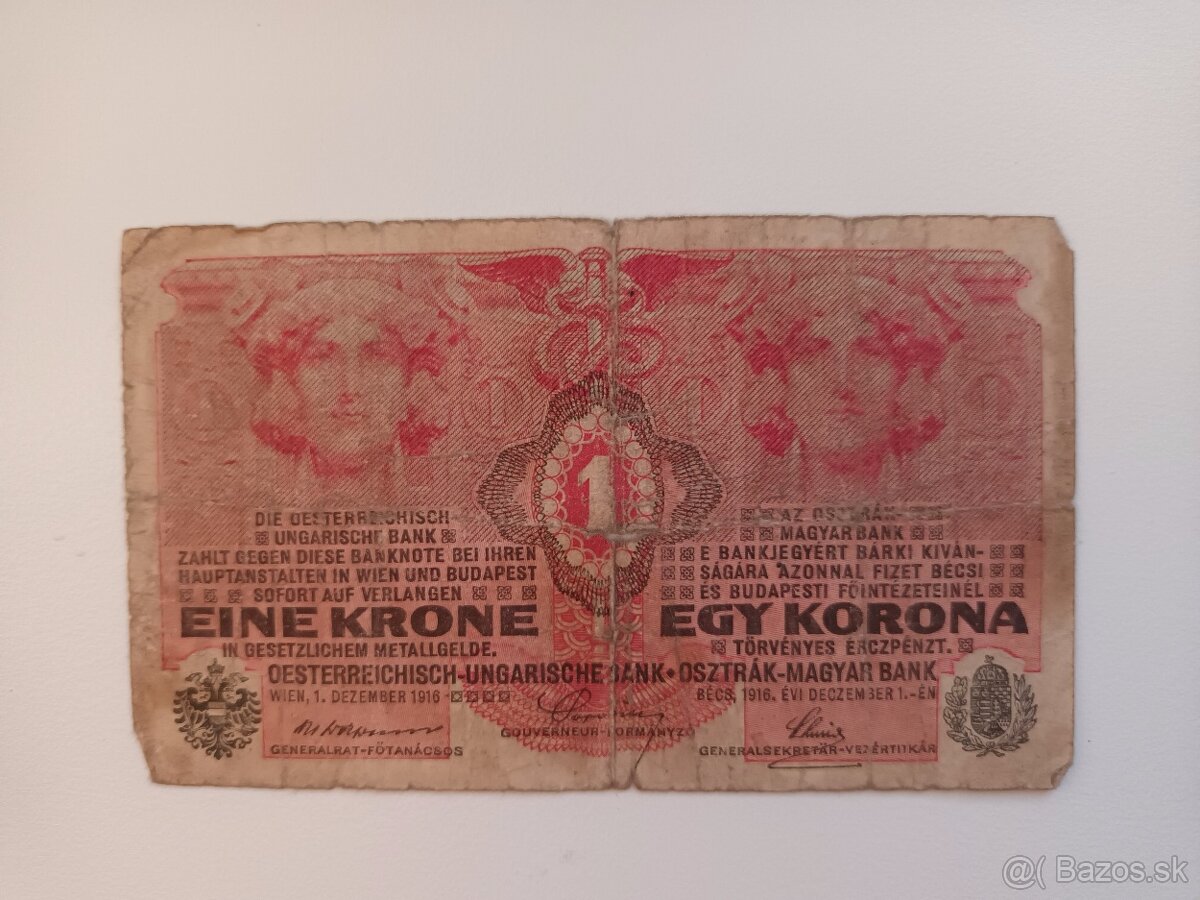 1
DIE OESTERREICHISCH-
UNGARISCHE BANK
ZAHLT GEGEN DIESE BANKNOTE BEI IHREN
HAUPTANSTALTEN IN WIEN UND BUDAPEST
SOFORT AUF VERLANGEN
EINE KRONE
IN GESETZLICHEM METALLGELDE.
AZ OSZTRÁK-
MAGYAR BANK
E BANKJEGYÉRT BÁRKI KIVÁN-
SÁGÁRA AZONNAL FIZET BÉCSI
ÉS BUDAPESTI FŐINTÉZETEINÉL
EGY KORONA
TÖRVÉNYES ÉRCZPÉNZT.
OESTERREICHISCH-UNGARISCHE BANK • OSZTRÁK-MAGYAR BANK
WIEN, 1. DEZEMBER 1916
BÉCS, 1916. ÉVI DECZEMBER 1.-ÉN
GENERALRAT-FŐTANÁCSOS
GOUVERNEUR-KORMÁNYZÓ
GENERALSEKRETÄR-VEZÉRTITKÁR
@( Bazos.sk